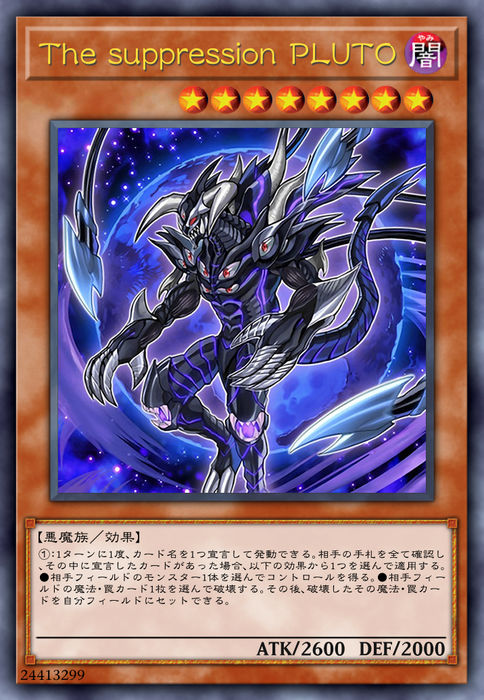 The suppression PLUTO
やみ
闇
【悪魔族／効果】
①：1ターンに1度、カード名を1つ宣言して発動できる。相手の手札を全て確認し
、その中に宣言したカードがあった場合、以下の効果から1つを選んで適用する。
●相手フィールドのモンスター1体を選んでコントロールを得る。●相手フィー
ルドの魔法・罠カード1枚を選んで破壊する。その後、破壊したその魔法・罠カー
ドを自分フィールドにセットできる。
ATK/2600 DEF/2000
24413299